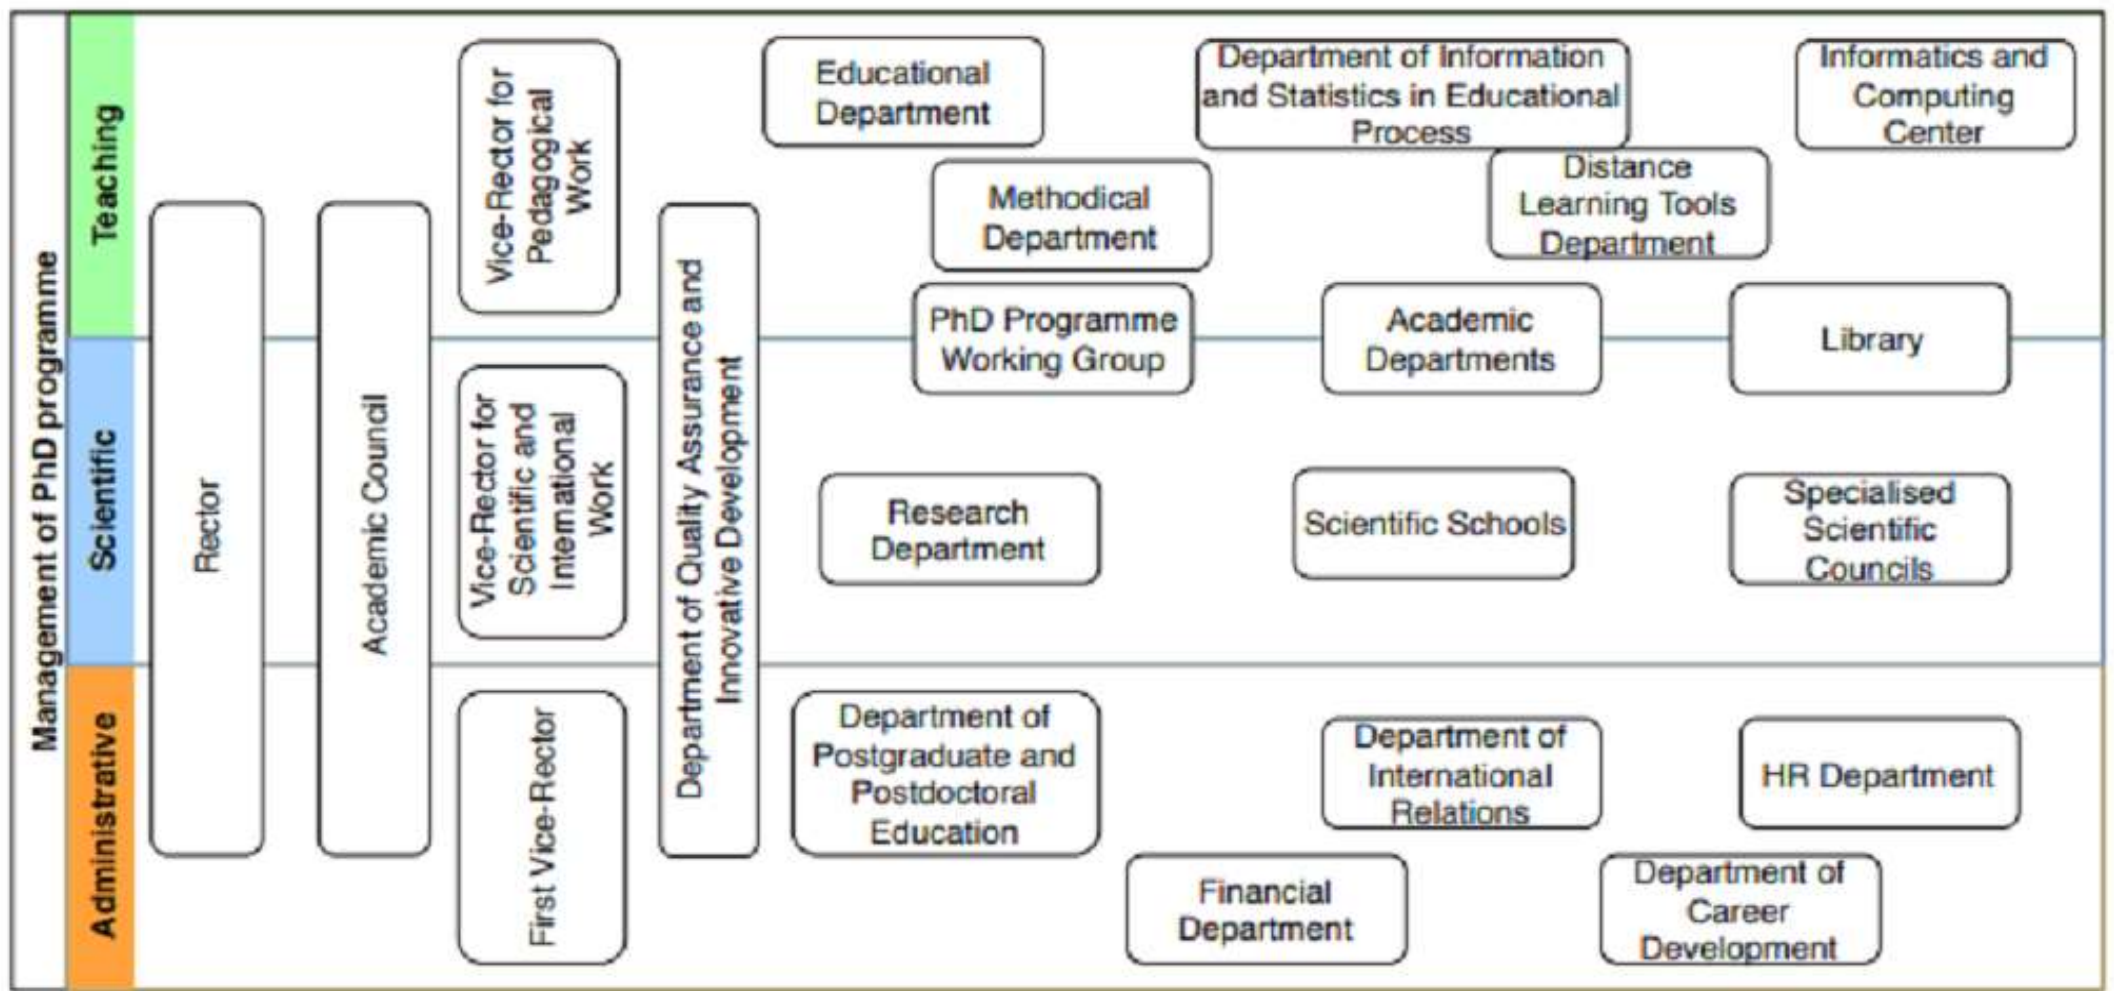 Management of PhD programme
Teaching
Scientific
Administrative
Rector
Academic Council
Vice-Rector for
Pedagogical
Work
Vice-Rector for
Scientific and
International
Work
First Vice-Rector
Department of Quality Assurance and
Innovative Development
Educational
Department
Department of Information
and Statistics in Educational
Process
Informatics and
Computing
Center
Methodical
Department
Distance
Learning Tools
Department
PhD Programme
Working Group
Academic
Departments
Library
Research
Department
Scientific Schools
Specialised
Scientific
Councils
Department of
Postgraduate and
Postdoctoral
Education
Department of
International
Relations
HR Department
Financial
Department
Department of
Career
Development